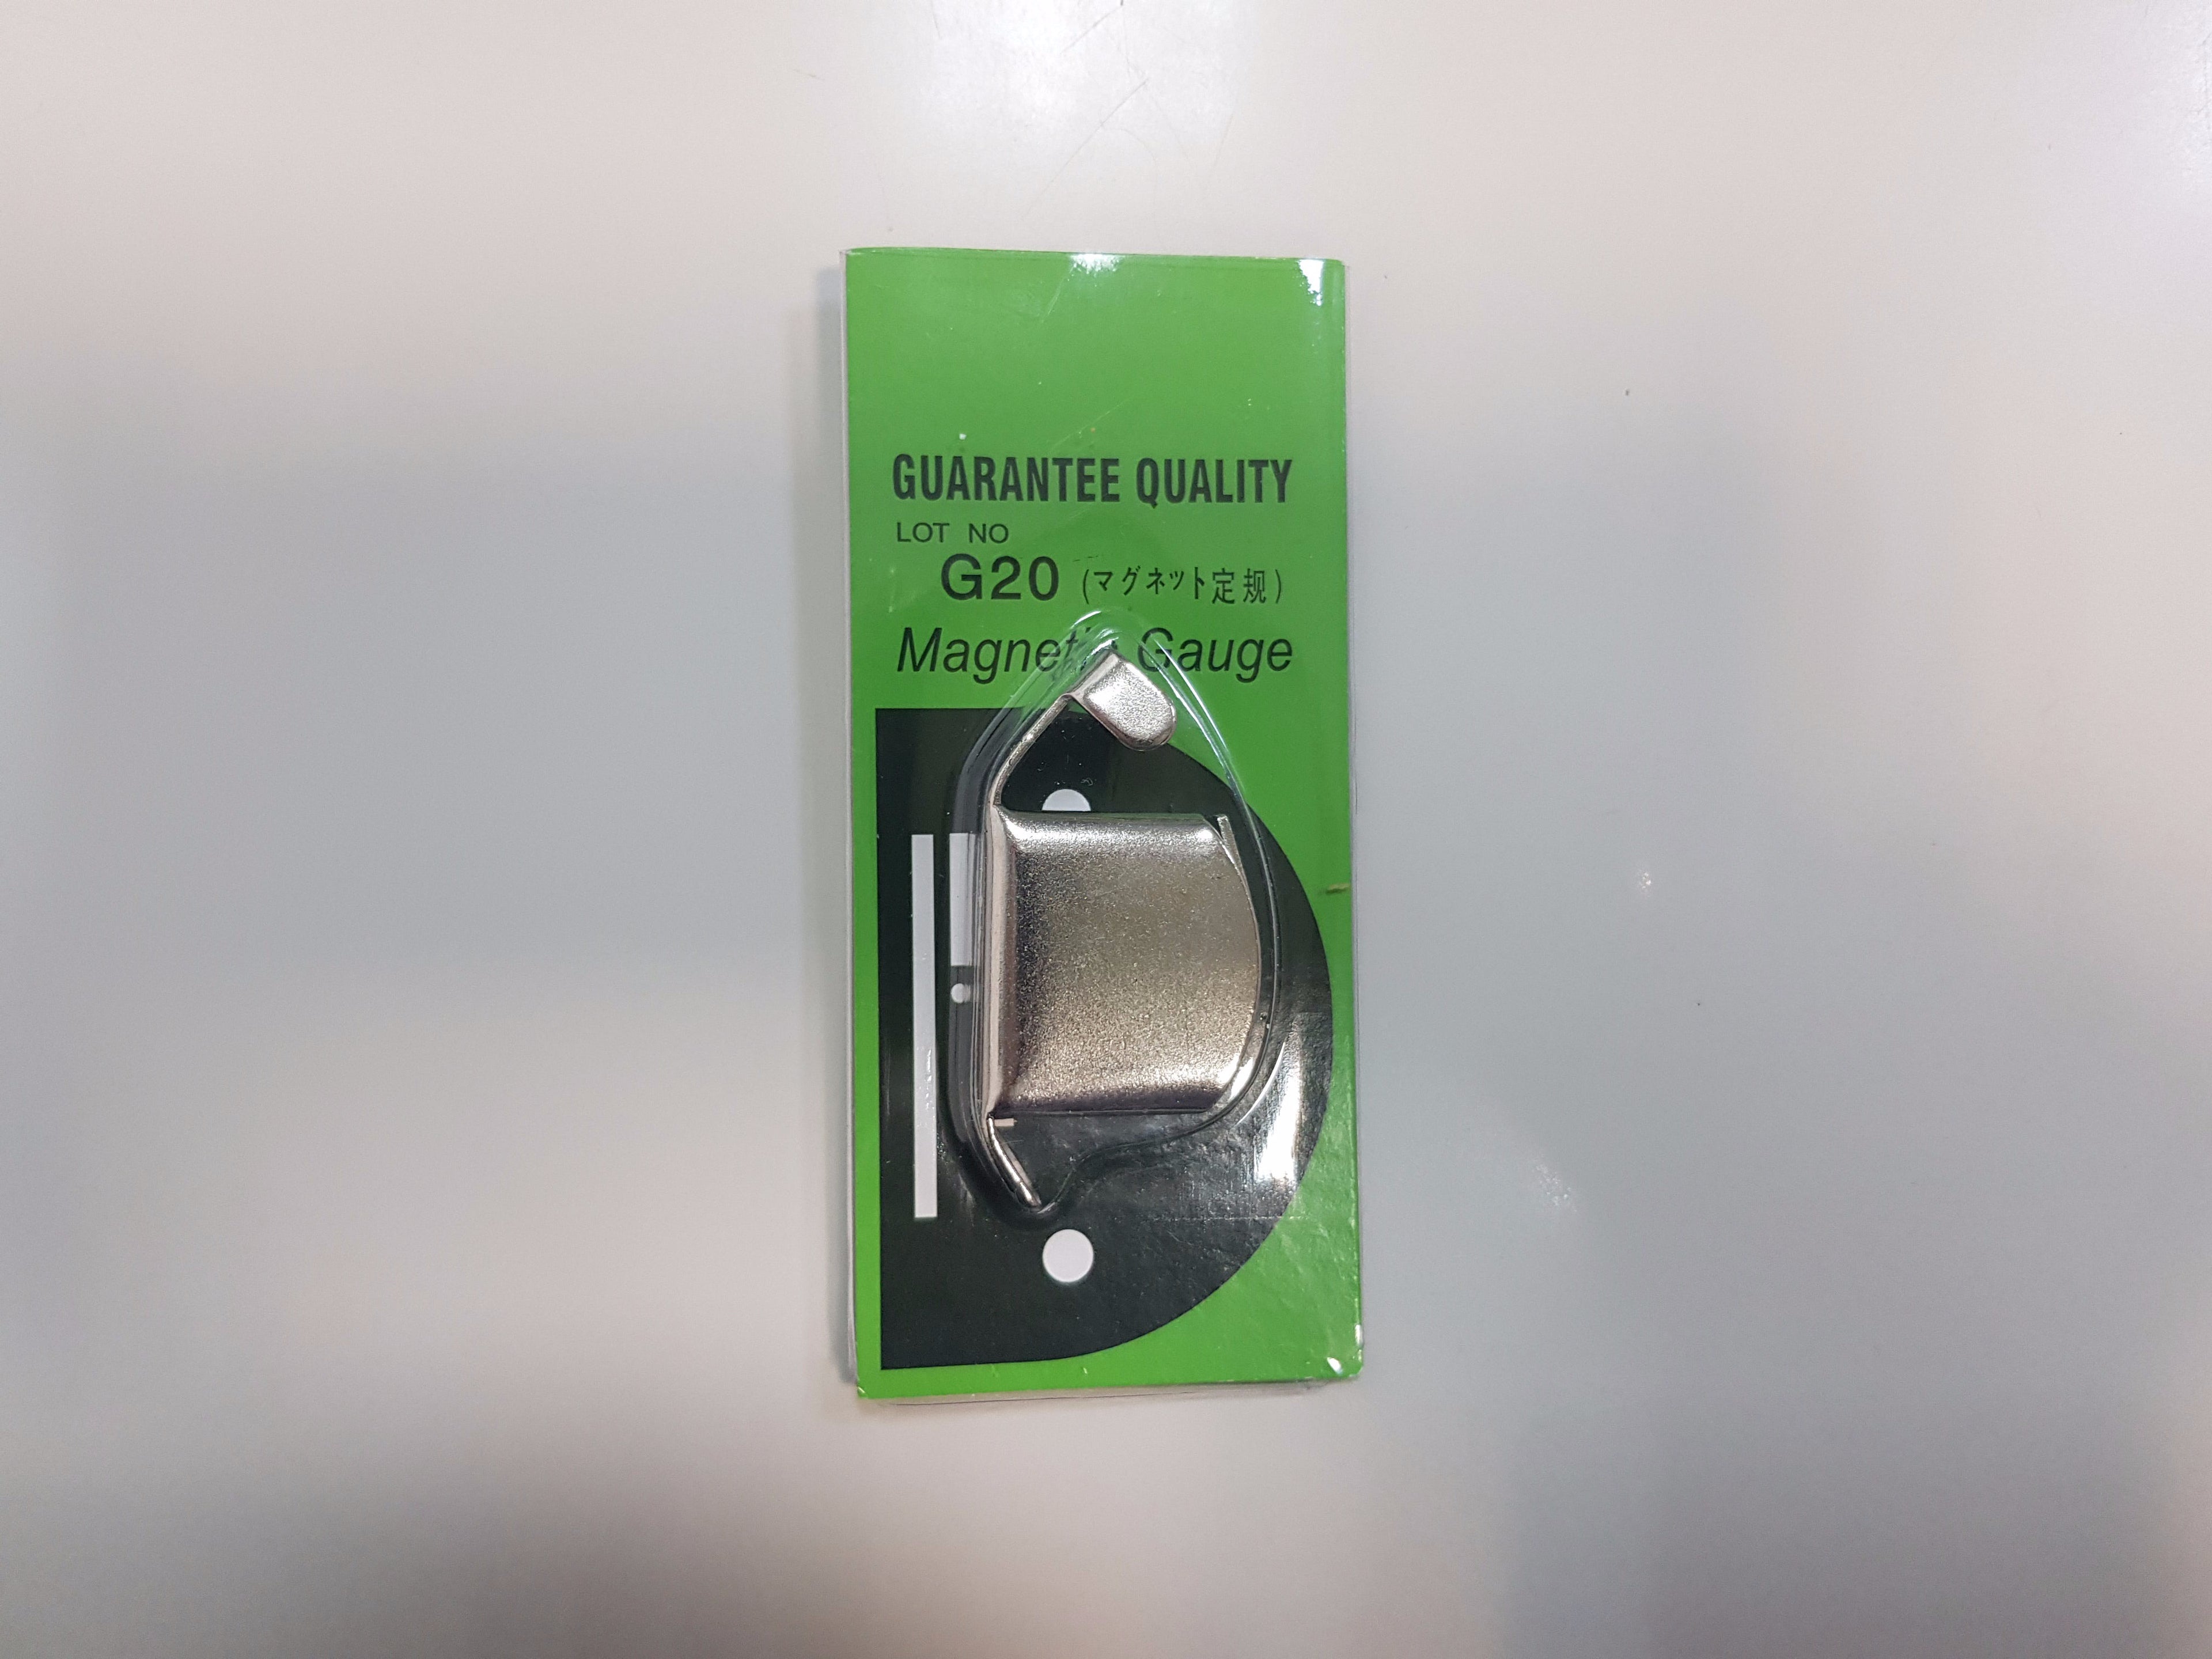 GUARANTEE QUALITY
LOT NO
G20 (マグネット定规)
Magnetic Gauge